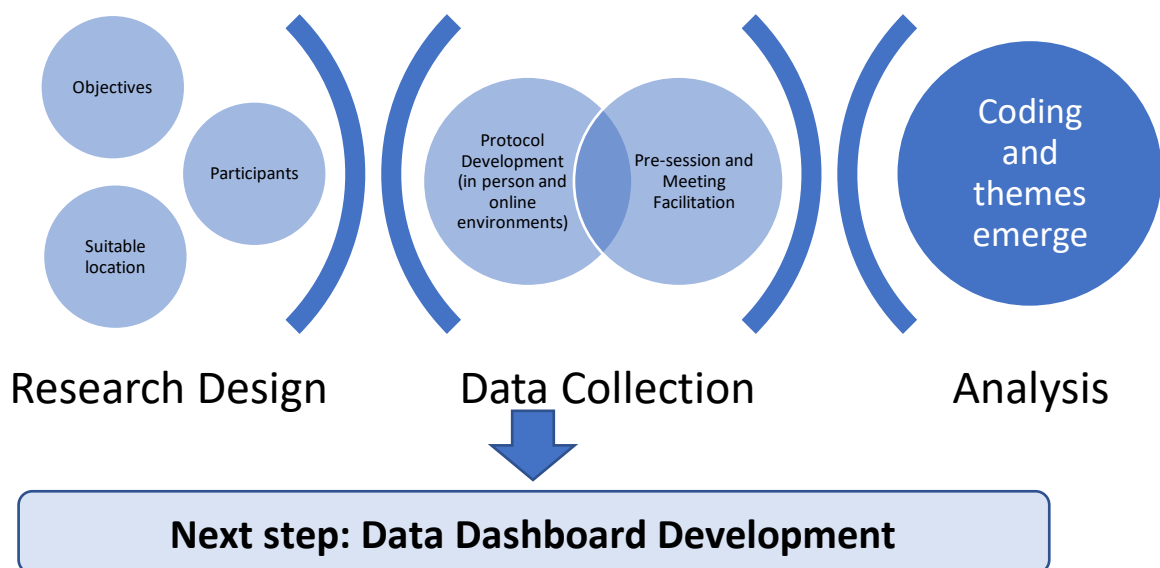 Objectives
Participants
Suitable
location
Protocol
Development
(in person and
online
environments)
Pre-session and
Meeting
Facilitation
Coding
and
themes
emerge
Research Design
Data Collection
Analysis
Next step: Data Dashboard Development